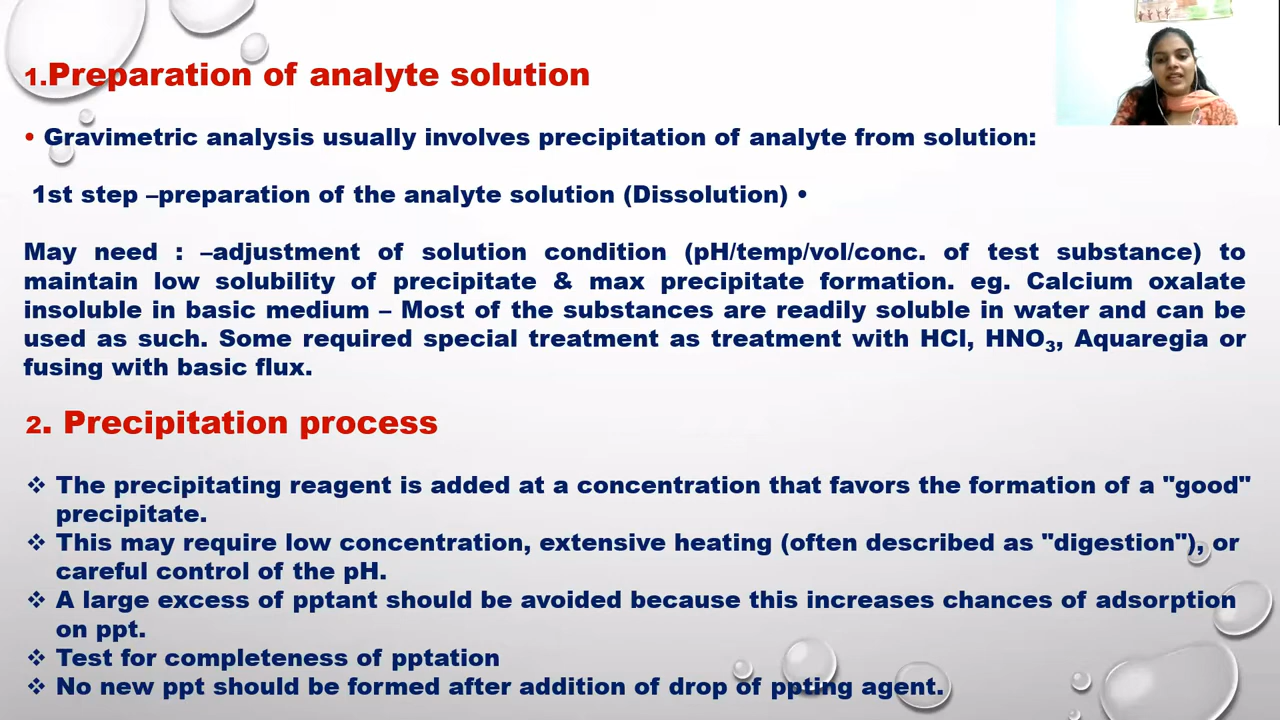 1.Preparation of analyte solution
• Gravimetric analysis usually involves precipitation of analyte from solution:
1st step –preparation of the analyte solution (Dissolution) •
May need : –adjustment of solution condition (pH/temp/vol/conc. of test substance) to
maintain low solubility of precipitate & max precipitate formation. eg. Calcium oxalate
insoluble in basic medium – Most of the substances are readily soluble in water and can be
used as such. Some required special treatment as treatment with HCl, HNO₃, Aquaregia or
fusing with basic flux.
2. Precipitation process
❖ The precipitating reagent is added at a concentration that favors the formation of a "good"
precipitate.
❖ This may require low concentration, extensive heating (often described as "digestion"), or
careful control of the pH.
❖ A large excess of pptant should be avoided because this increases chances of adsorption
on ppt.
❖ Test for completeness of pptation
❖ No new ppt should be formed after addition of drop of ppting agent.